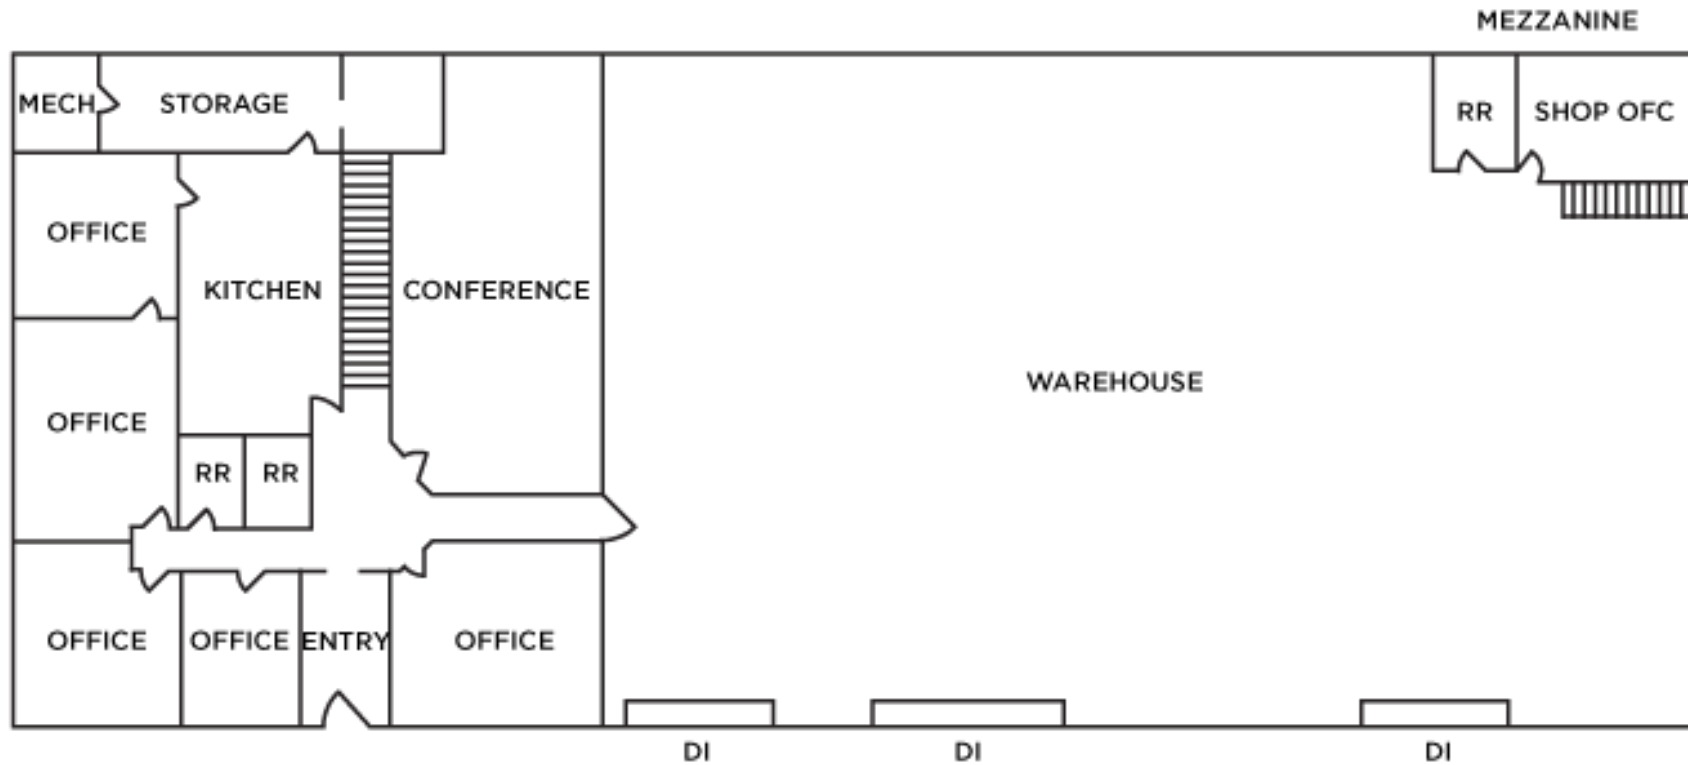 MEZZANINE
MECH
STORAGE
RR
SHOP OFC
OFFICE
KITCHEN
CONFERENCE
WAREHOUSE
OFFICE
RR
RR
OFFICE
OFFICE
ENTRY
OFFICE
DI
DI
DI